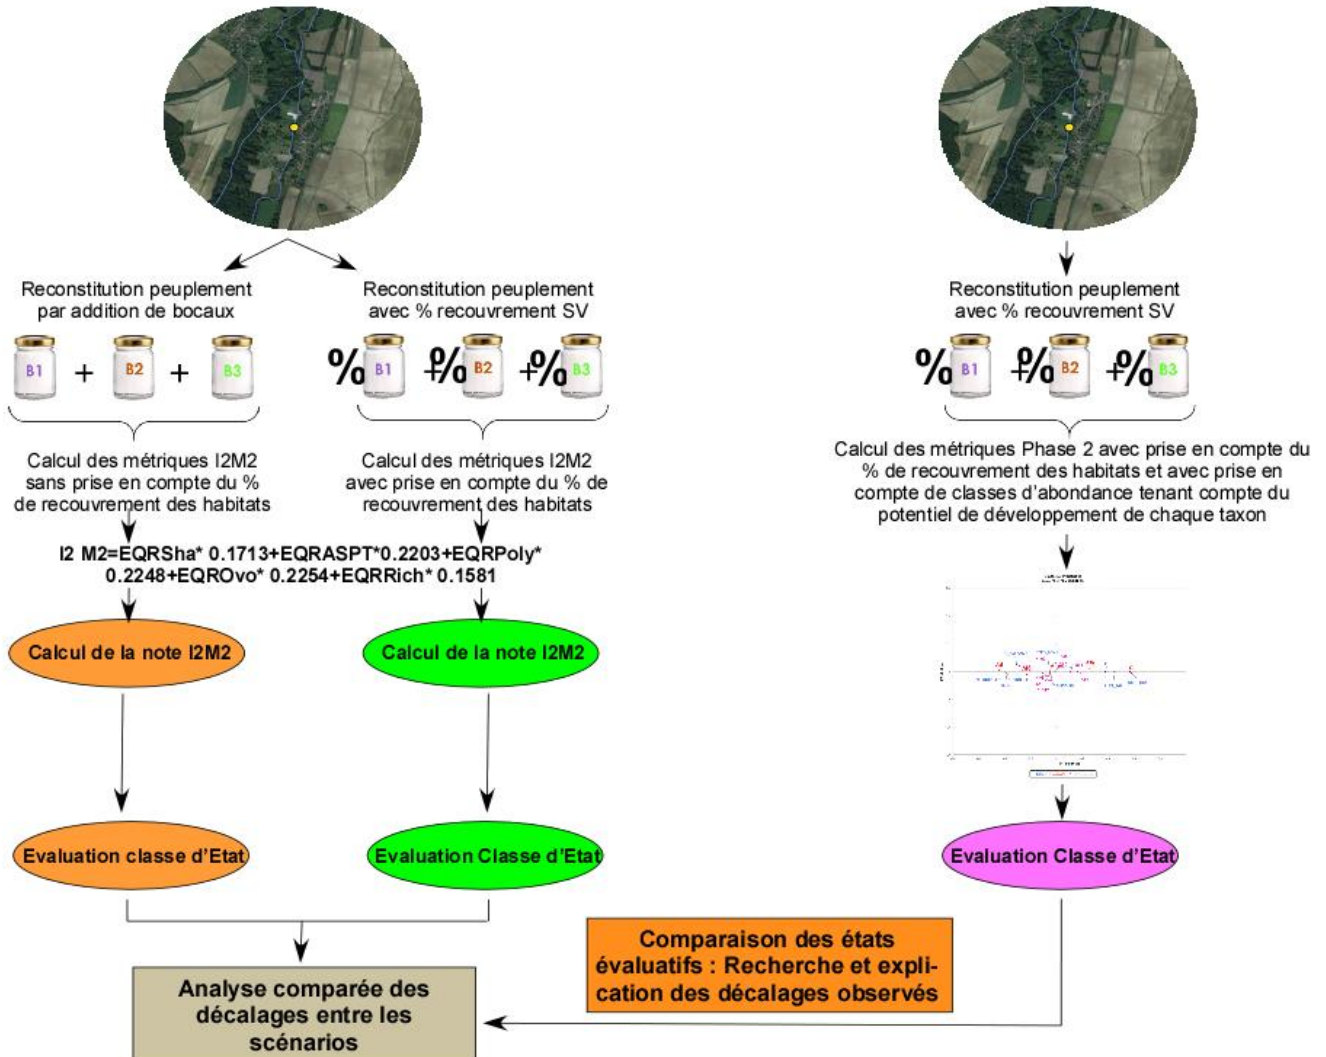 Reconstitution peuplement
par addition de bocaux
B1
+
B2
+
B3
Calcul des métriques I2M2
sans prise en compte du %
de recouvrement des habitats
Reconstitution peuplement
avec % recouvrement SV
%
B1
+%
B2
+%
B3
Calcul des métriques I2M2
avec prise en compte du % de
recouvrement des habitats
I2 M2=EQRSha* 0.1713+EQRASPT*0.2203+EQRPoly*
0.2248+EQROvo* 0.2254+EQRRich* 0.1581
Calcul de la note I2M2
Calcul de la note I2M2
Evaluation classe d'Etat
Evaluation Classe d'Etat
Reconstitution peuplement
avec % recouvrement SV
%
B1
+%
B2
+%
B3
Calcul des métriques Phase 2 avec prise en compte du
% de recouvrement des habitats et avec prise en
compte de classes d'abondance tenant compte du
potentiel de développement de chaque taxon
Evaluation Classe d'Etat
Comparaison des états
évaluatifs : Recherche et expli-
cation des décalages observés
Analyse comparée des
décalages entre les
scénarios